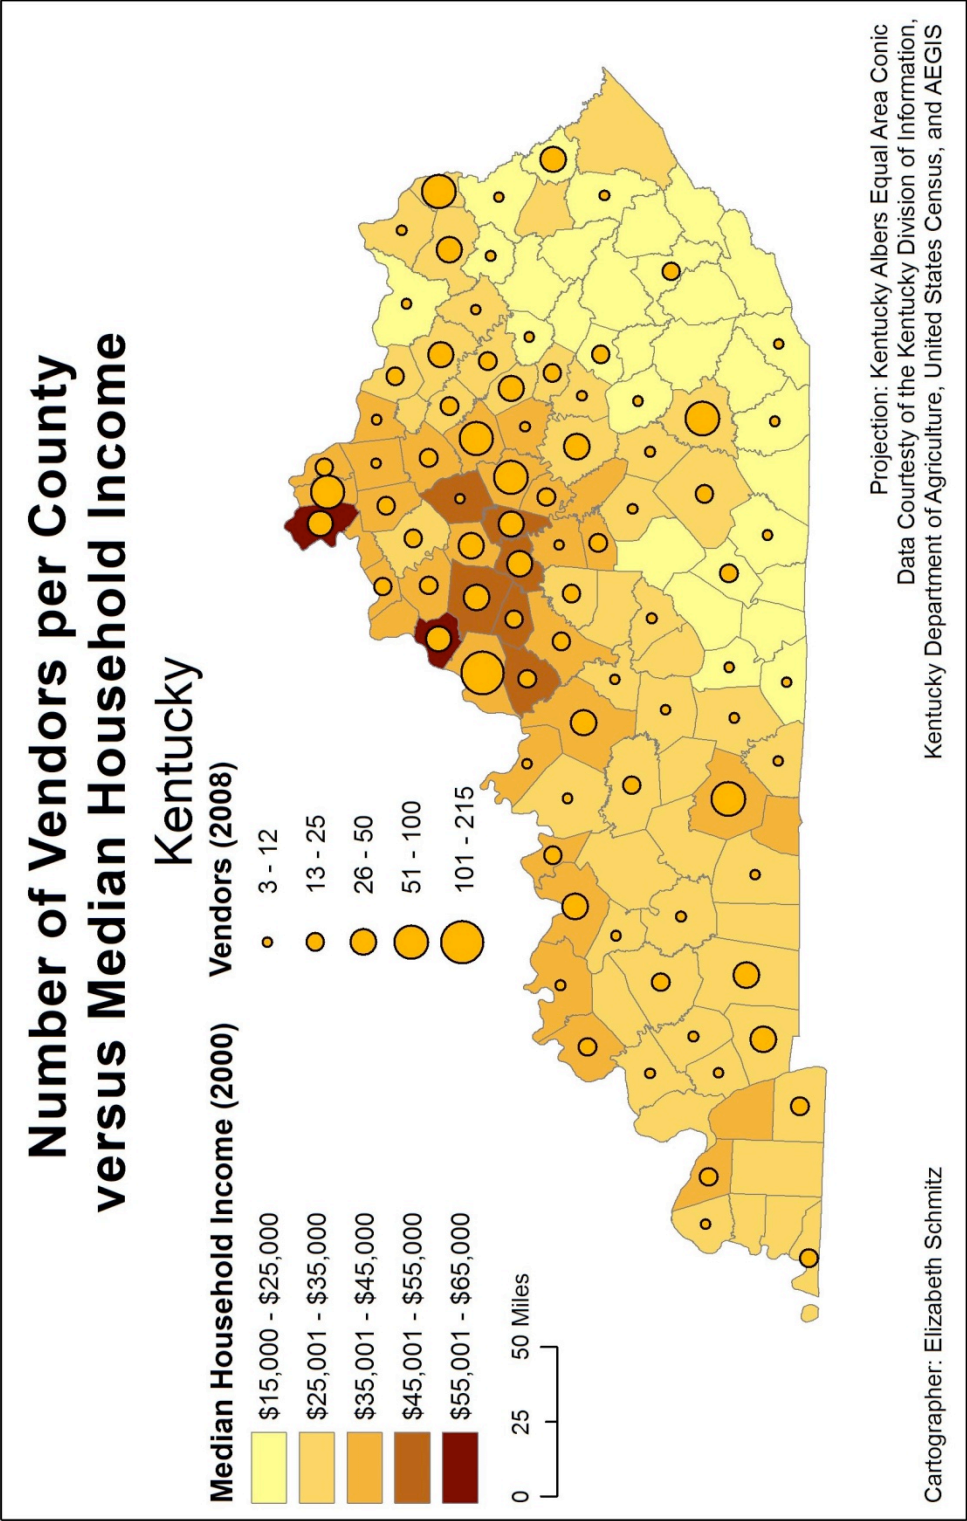 Number of Vendors per County
versus Median Household Income
Kentucky
Median Household Income (2000)
$15,000 - $25,000
$25,001 - $35,000
$35,001 - $45,000
$45,001 - $55,000
$55,001 - $65,000
Vendors (2008)
3 - 12
13 - 25
26 - 50
51 - 100
101 - 215
0 25 50 Miles
Cartographer: Elizabeth Schmitz
Projection: Kentucky Albers Equal Area Conic
Data Courtesty of the Kentucky Division of Information,
Kentucky Department of Agriculture, United States Census, and AEGIS